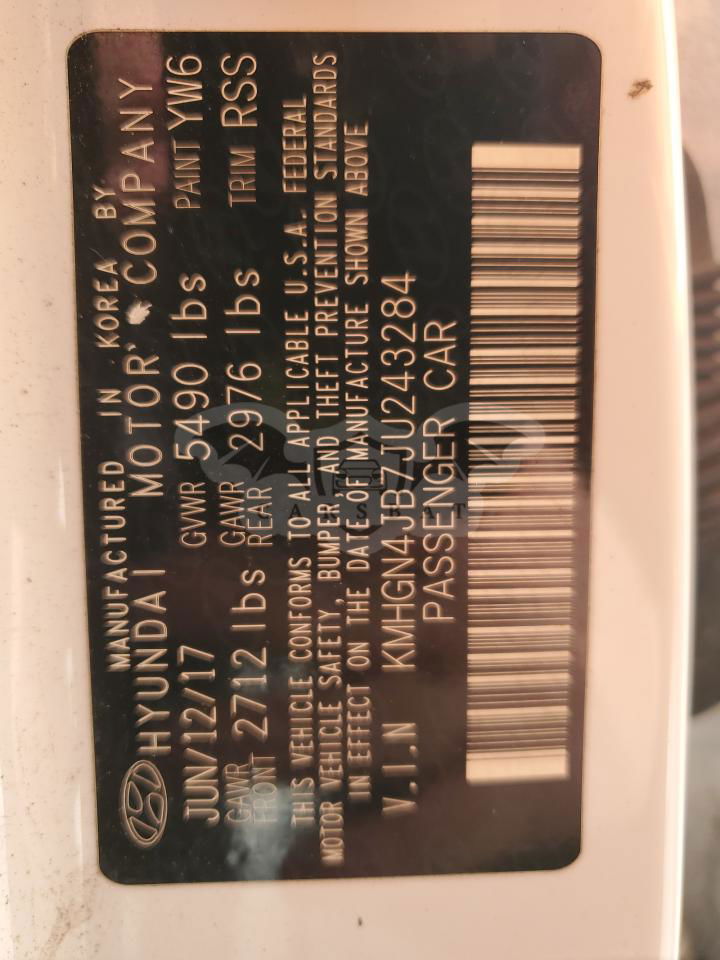 MANUFACTURED IN KOREA BY
HYUNDAI MOTOR COMPANY
JUN/12/17 GVWR 5490 lbs PAINT YW6
GAWR FRONT 2712 lbs GAWR REAR 2976 lbs TRIM RSS
THIS VEHICLE CONFORMS TO ALL APPLICABLE U.S.A. FEDERAL
MOTOR VEHICLE SAFETY, BUMPER, AND THEFT PREVENTION STANDARDS
IN EFFECT ON THE DATE OF MANUFACTURE SHOWN ABOVE
V.I.N KMHGN4JB7JU243284
PASSENGER CAR